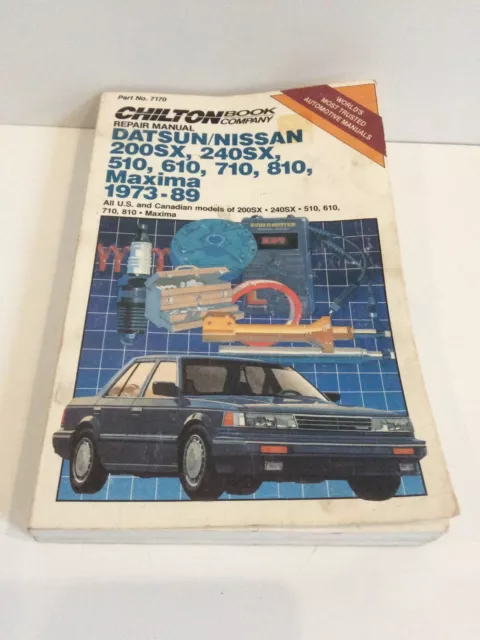 Part No. 7170
CHILTON BOOK COMPANY
REPAIR MANUAL
WORLD'S
MOST TRUSTED
AUTOMOTIVE MANUALS
DATSUN/NISSAN
200SX, 240SX,
510, 610, 710, 810,
Maxima
1973-89
All U.S. and Canadian models of 200SX • 240SX • 510, 610,
710, 810 • Maxima